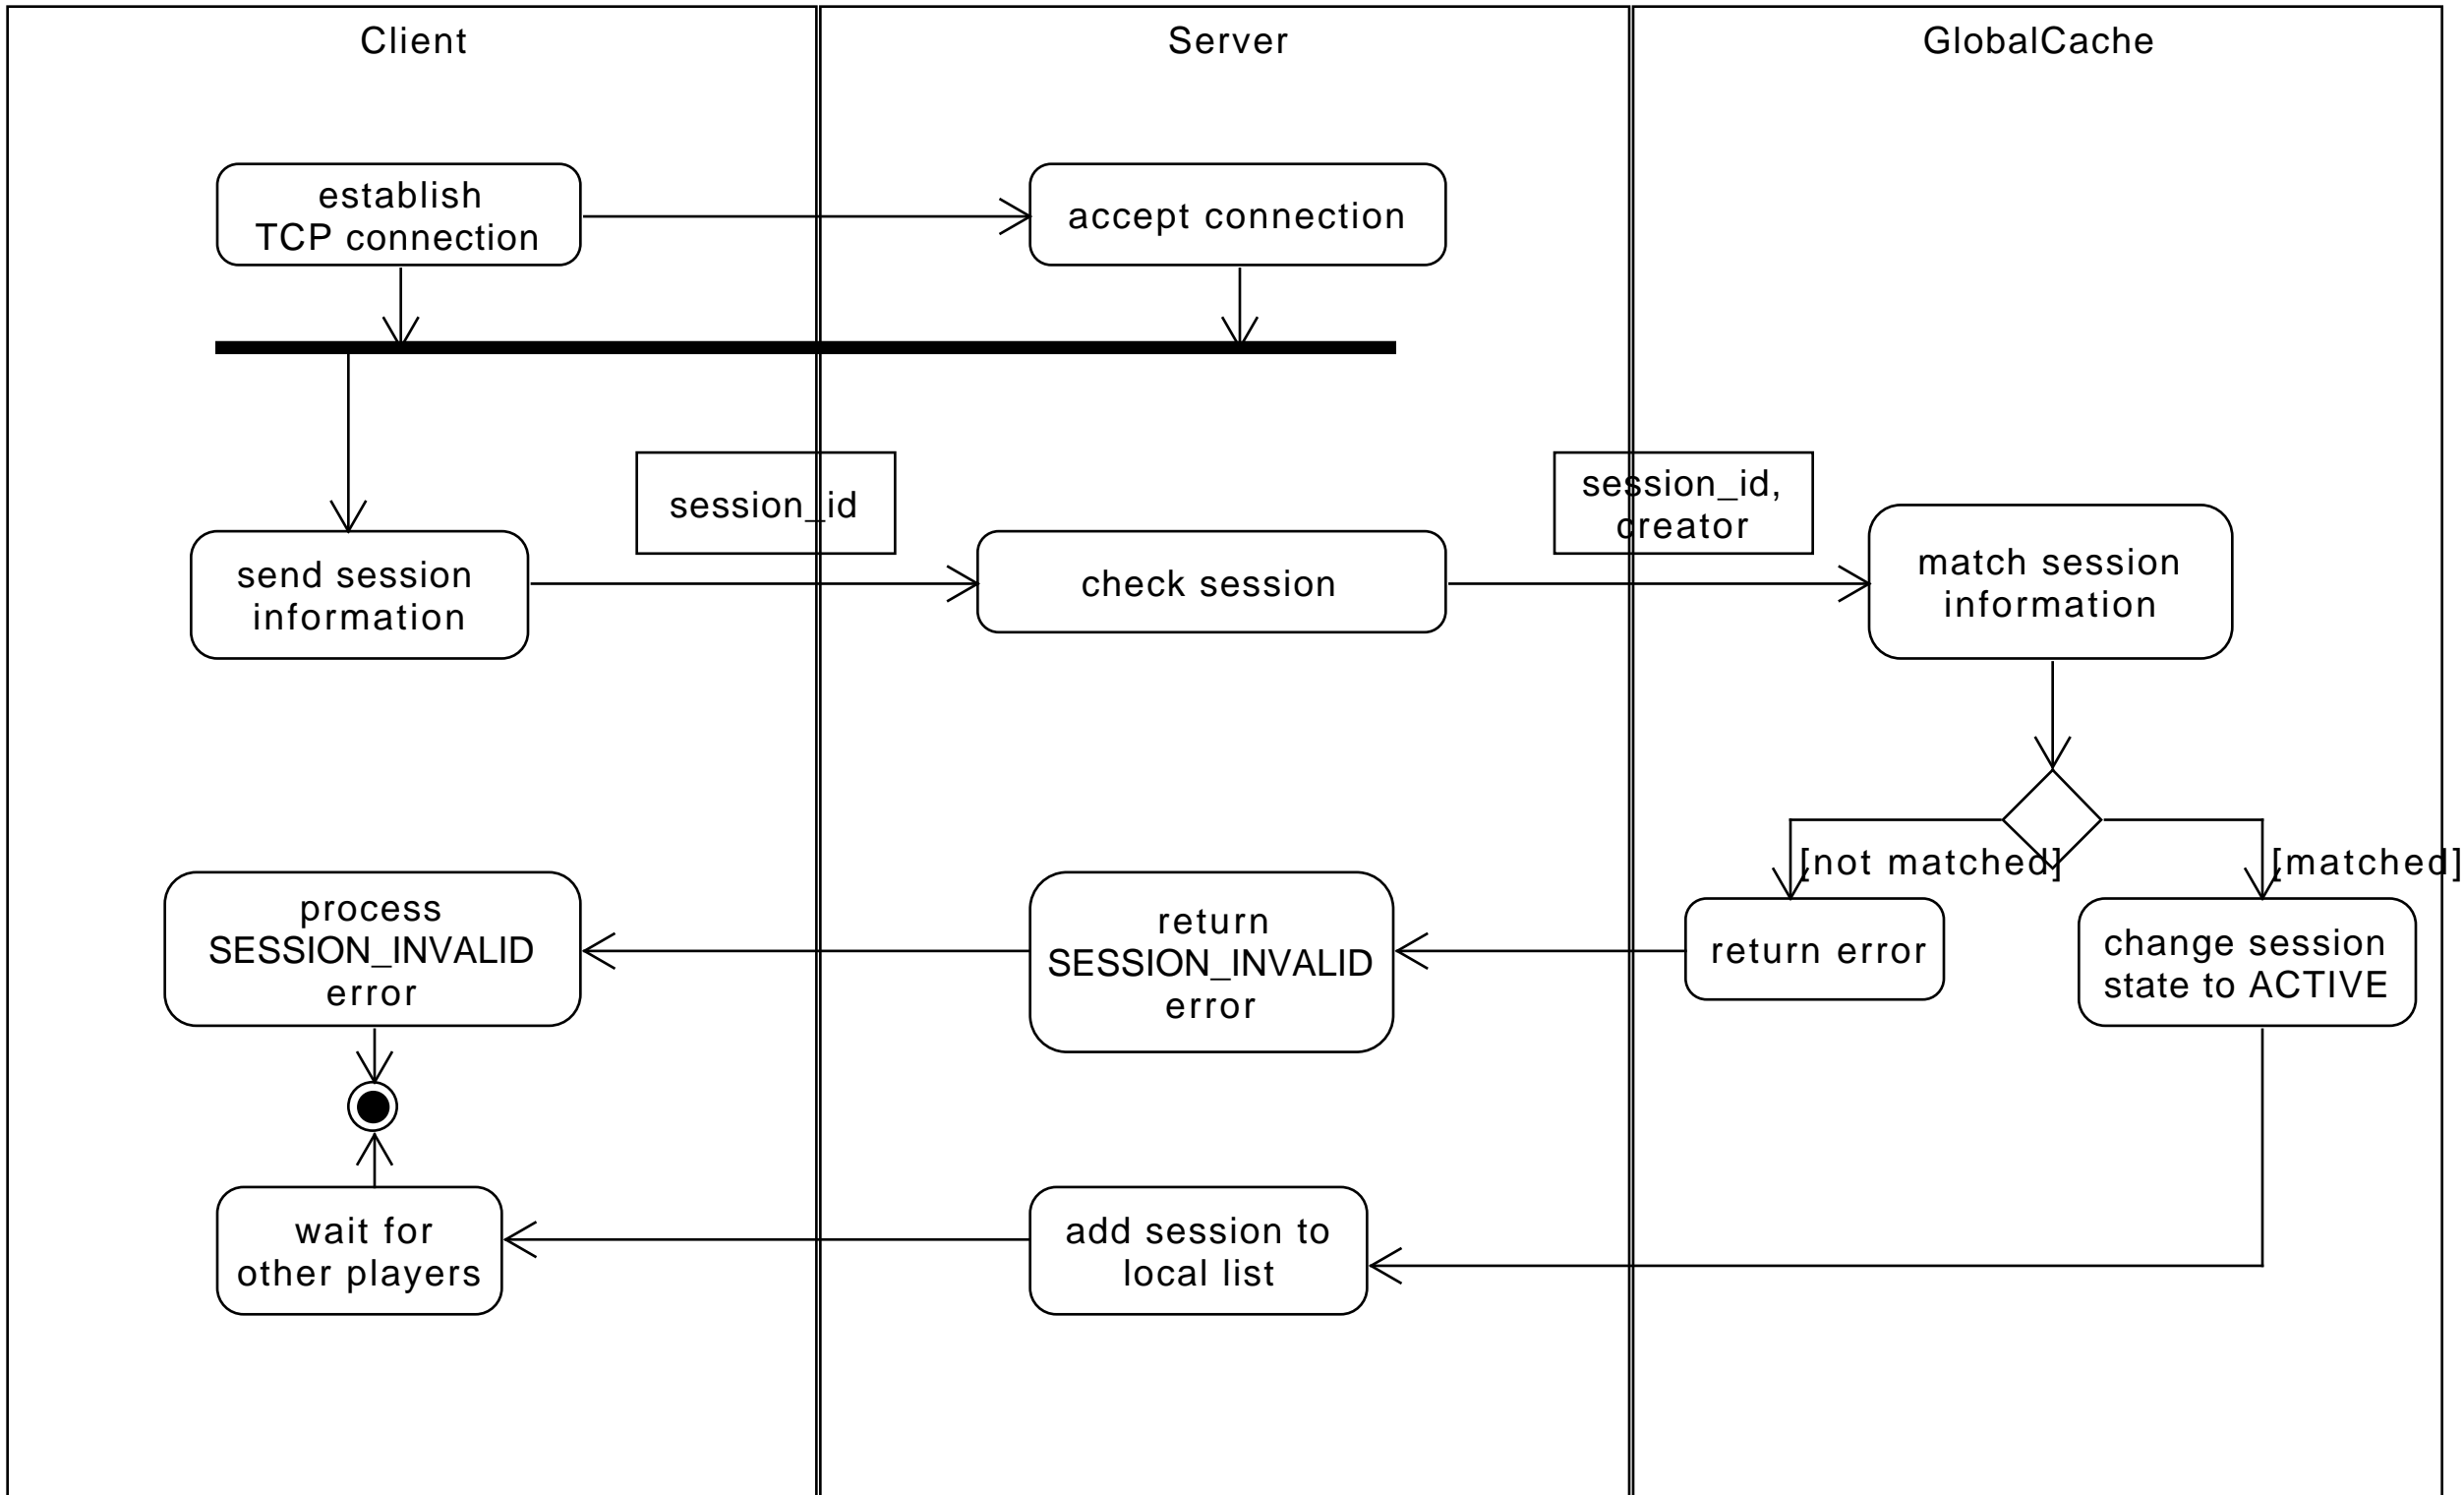 Client
Server
GlobalCache
establish
TCP connection
accept connection
session_id
session_id,
creator
send session
information
check session
match session
information
[not matched]
[matched]
process
SESSION_INVALID
error
return
SESSION_INVALID
error
return error
change session
state to ACTIVE
wait for
other players
add session to
local list